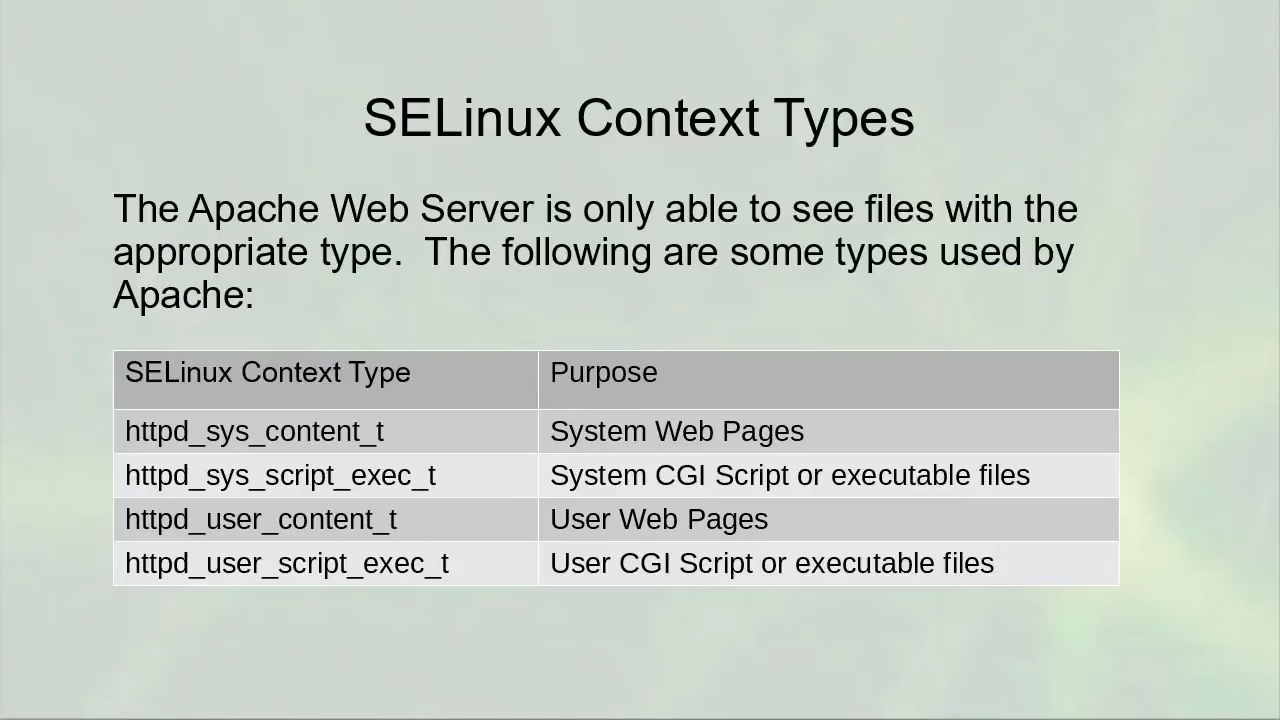 SELinux Context Types
The Apache Web Server is only able to see files with the
appropriate type.  The following are some types used by
Apache:
SELinux Context Type Purpose
httpd_sys_content_t System Web Pages
httpd_sys_script_exec_t System CGI Script or executable files
httpd_user_content_t User Web Pages
httpd_user_script_exec_t User CGI Script or executable files